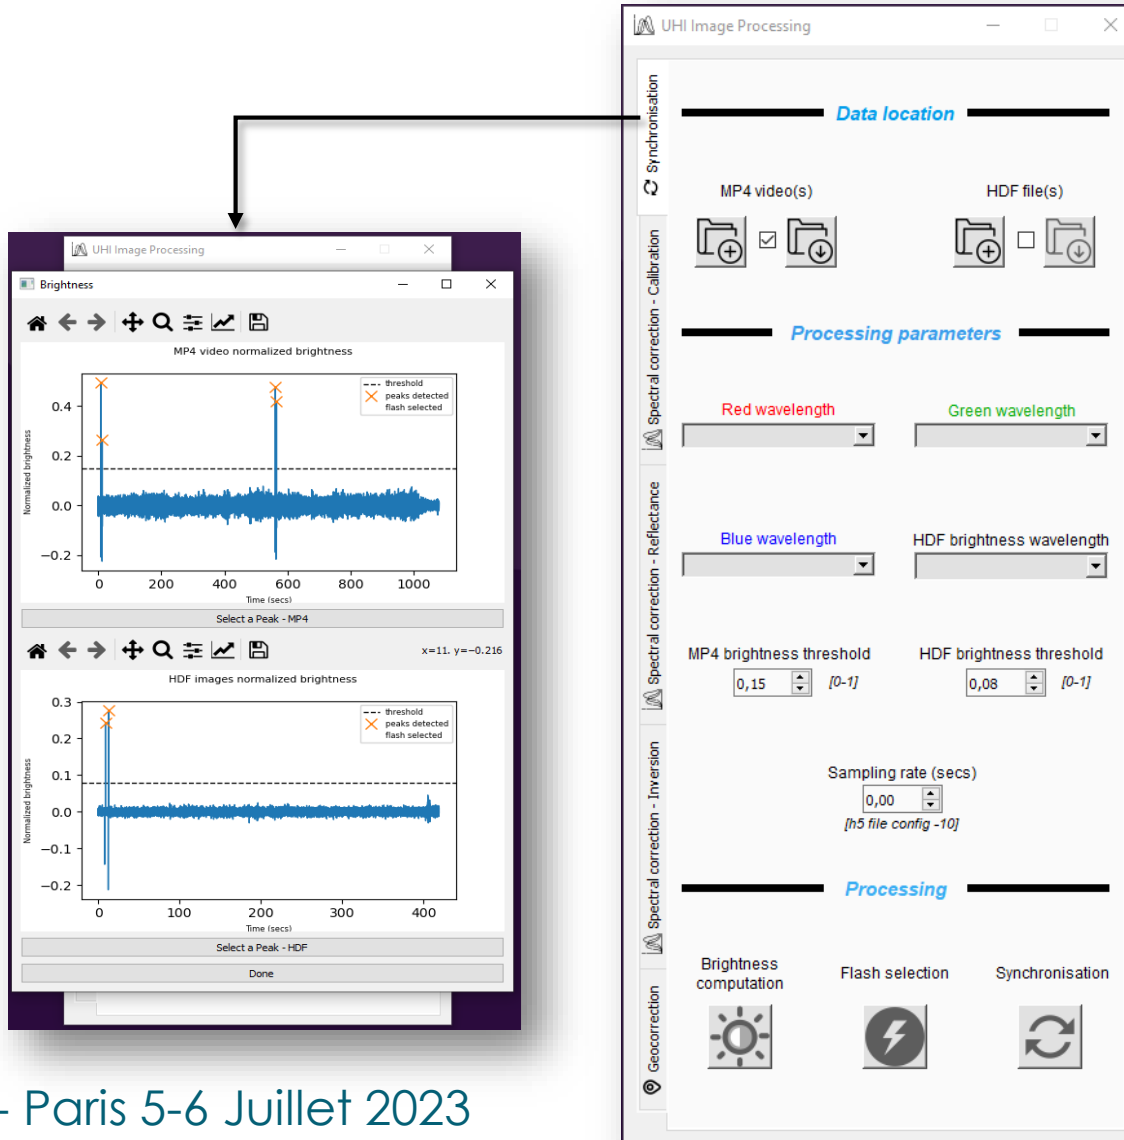 UHI Image Processing
Synchronisation
Spectral correction - Calibration
Spectral correction - Reflectance
Spectral correction - Inversion
Geocorrection
Data location
MP4 video(s)
HDF file(s)
Processing parameters
Red wavelength
Green wavelength
Blue wavelength
HDF brightness wavelength
MP4 brightness threshold
HDF brightness threshold
0,15
[0-1]
0,08
[0-1]
Sampling rate (secs)
0,00
[h5 file config -10]
Processing
Brightness
computation
Flash selection
Synchronisation
UHI Image Processing
Brightness
MP4 video normalized brightness
threshold
peaks detected
flash selected
Normalized brightness
0.4
0.2
0.0
−0.2
0
200
400
600
800
1000
Time (secs)
Select a Peak - MP4
x=11. y=−0.216
HDF images normalized brightness
threshold
peaks detected
flash selected
Normalized brightness
0.3
0.2
0.1
0.0
−0.1
−0.2
0
100
200
300
400
Time (secs)
Select a Peak - HDF
Done
- Paris 5-6 Juillet 2023